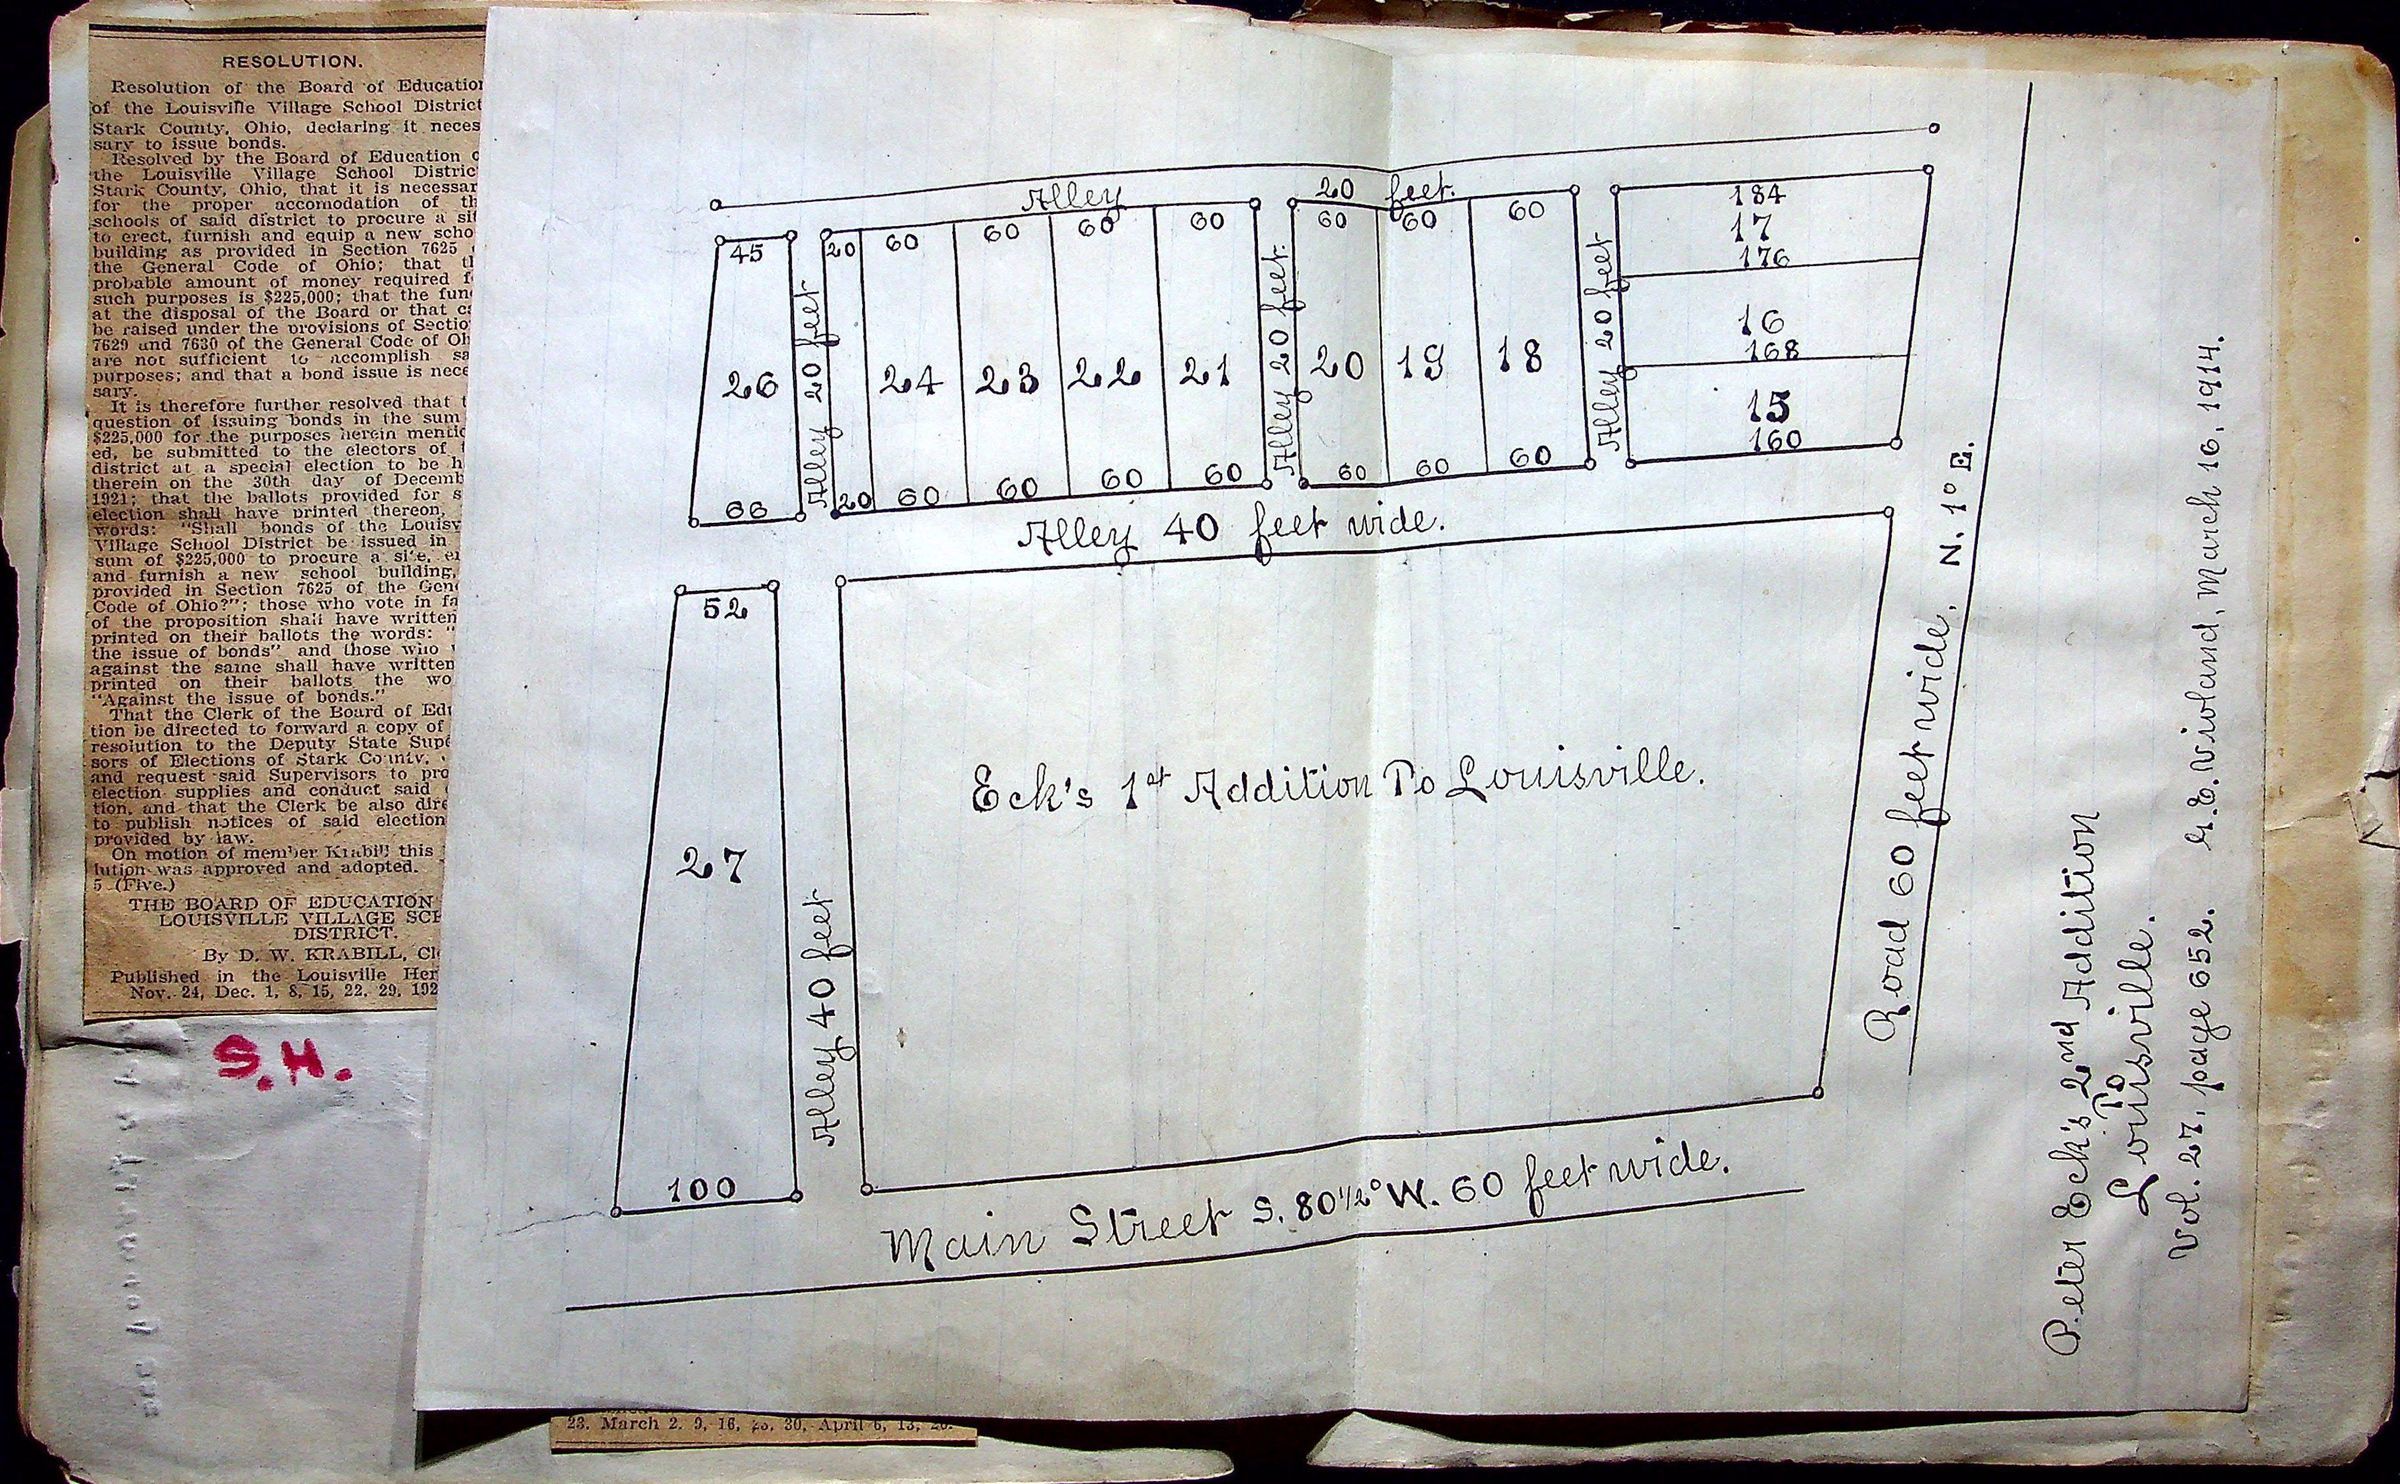 RESOLUTION.
Resolution of the Board of Education
of the Louisville Village School District
Stark County, Ohio, declaring it neces
sary to issue bonds.
Resolved by the Board of Education
the Louisville Village School Distric
Stark County, Ohio, that it is necessar
for the proper accomodation of th
schools of said district to procure a sit
to erect, furnish and equip a new scho
building as provided in Section 7625
the General Code of Ohio; that th
probable amount of money required f
such purposes is $225,000; that the fun
at the disposal of the Board or that ca
be raised under the provisions of Sectio
7629 and 7630 of the General Code of Oh
are not sufficient to accomplish sa
purposes; and that a bond issue is nece
sary.
It is therefore further resolved that t
question of issuing bonds in the sum
$225,000 for the purposes herein mentio
ed, be submitted to the electors of
district at a special election to be h
therein on the 30th day of Decemb
1921; that the ballots provided for s
election shall have printed thereon,
words: "Shall bonds of the Louisv
Village School District be issued in
sum of $225,000 to procure a site, er
and furnish a new school building,
provided in Section 7625 of the Gene
Code of Ohio?"; those who vote in fa
of the proposition shall have written
printed on their ballots the words: "
the issue of bonds" and those who
against the same shall have written
printed on their ballots the wo
"Against the issue of bonds."
That the Clerk of the Board of Edu
tion be directed to forward a copy of
resolution to the Deputy State Supe
sors of Elections of Stark County,
and request said Supervisors to pro
election supplies and conduct said
tion, and that the Clerk be also dire
to publish notices of said election
provided by law.
On motion of member Krabill this
lution was approved and adopted.
5 (Five.)
THE BOARD OF EDUCATION
LOUISVILLE VILLAGE SCH
DISTRICT.
By D. W. KRABILL, Cl
Published in the Louisville Her
Nov. 24, Dec. 1, 8, 15, 22, 29, 192
S.H.
Alley 20 feet.
45 20 60 60 60 60 60 60 60 184
17
176
26 24 23 22 21 20 19 18 16
168
15
160
66 20 60 60 60 60 60 60 60
Alley 20 feet
Alley 20 feet.
Alley 20 feet
Alley 40 feet wide.
52
27
100
Alley 40 feet
Eck's 1st Addition To Louisville.
Main Street S. 80 1/2° W. 60 feet wide.
Road 60 feet wide. N. 1° E.
Peter Eck's 2nd Addition
To
Louisville.
Vol. 27. page 652. E. Violand, March 16, 1914.
23. March 2, 9, 16, 23, 30, April 6, 13, 20.